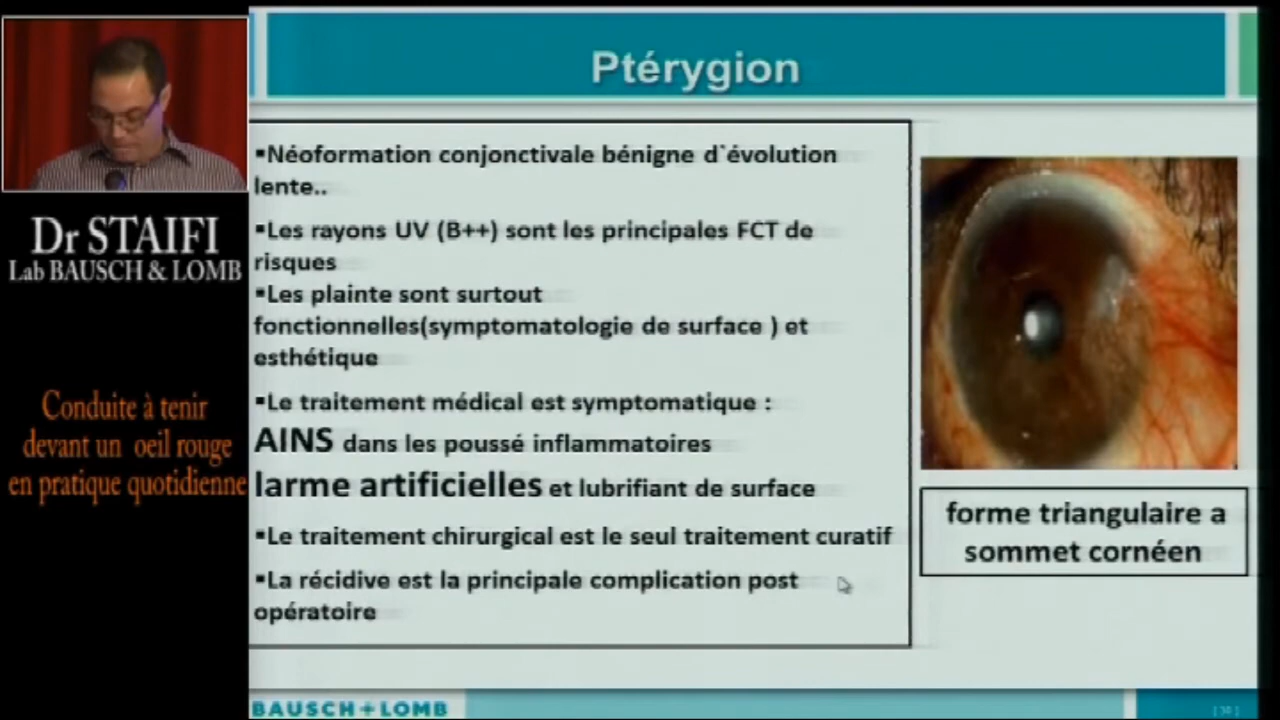 Ptérygion
▪Néoformation conjonctivale bénigne d`évolution
lente..
▪Les rayons UV (B++) sont les principales FCT de
risques
▪Les plainte sont surtout
fonctionnelles(symptomatologie de surface ) et
esthétique
▪Le traitement médical est symptomatique :
AINS dans les poussé inflammatoires
larme artificielles et lubrifiant de surface
▪Le traitement chirurgical est le seul traitement curatif
▪La récidive est la principale complication post
opératoire
forme triangulaire a
sommet cornéen
Dr STAIFI
Lab BAUSCH & LOMB
Conduite à tenir
devant un oeil rouge
en pratique quotidienne
BAUSCH+LOMB